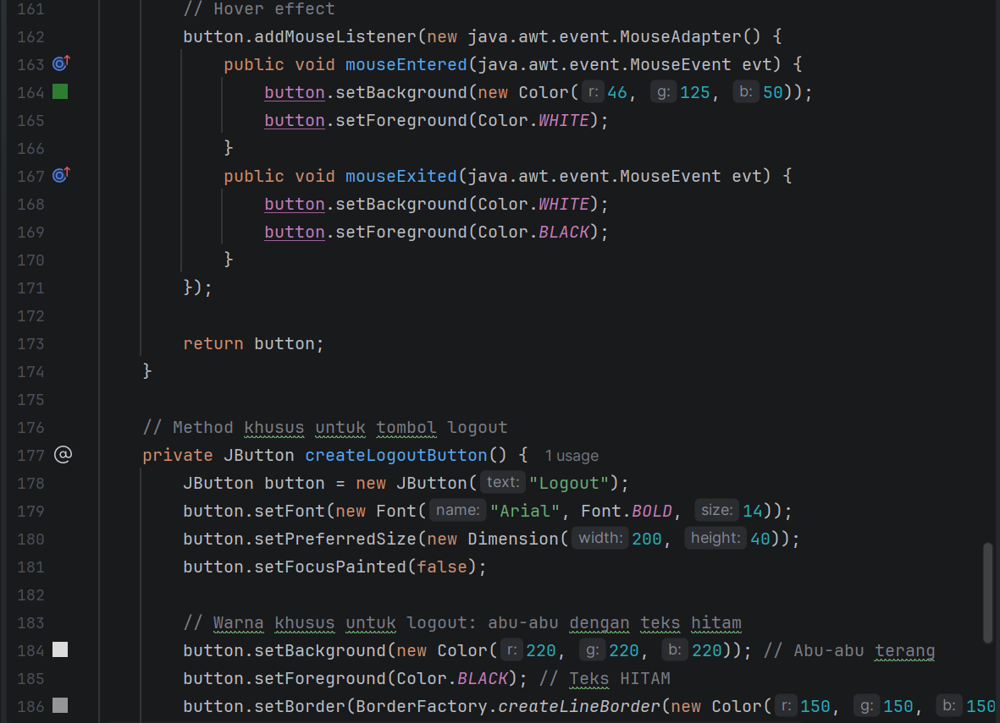 161 // Hover effect
162 button.addMouseListener(new java.awt.event.MouseAdapter() {
163 public void mouseEntered(java.awt.event.MouseEvent evt) {
164 button.setBackground(new Color( r: 46, g: 125, b: 50));
165 button.setForeground(Color.WHITE);
166 }
167 public void mouseExited(java.awt.event.MouseEvent evt) {
168 button.setBackground(Color.WHITE);
169 button.setForeground(Color.BLACK);
170 }
171 });
172
173 return button;
174 }
175
176 // Method khusus untuk tombol logout
177 @ private JButton createLogoutButton() { 1 usage
178 JButton button = new JButton( text: "Logout");
179 button.setFont(new Font( name: "Arial", Font.BOLD, size: 14));
180 button.setPreferredSize(new Dimension( width: 200, height: 40));
181 button.setFocusPainted(false);
182
183 // Warna khusus untuk logout: abu-abu dengan teks hitam
184 button.setBackground(new Color( r: 220, g: 220, b: 220)); // Abu-abu terang
185 button.setForeground(Color.BLACK); // Teks HITAM
186 button.setBorder(BorderFactory.createLineBorder(new Color( r: 150, g: 150, b: 150